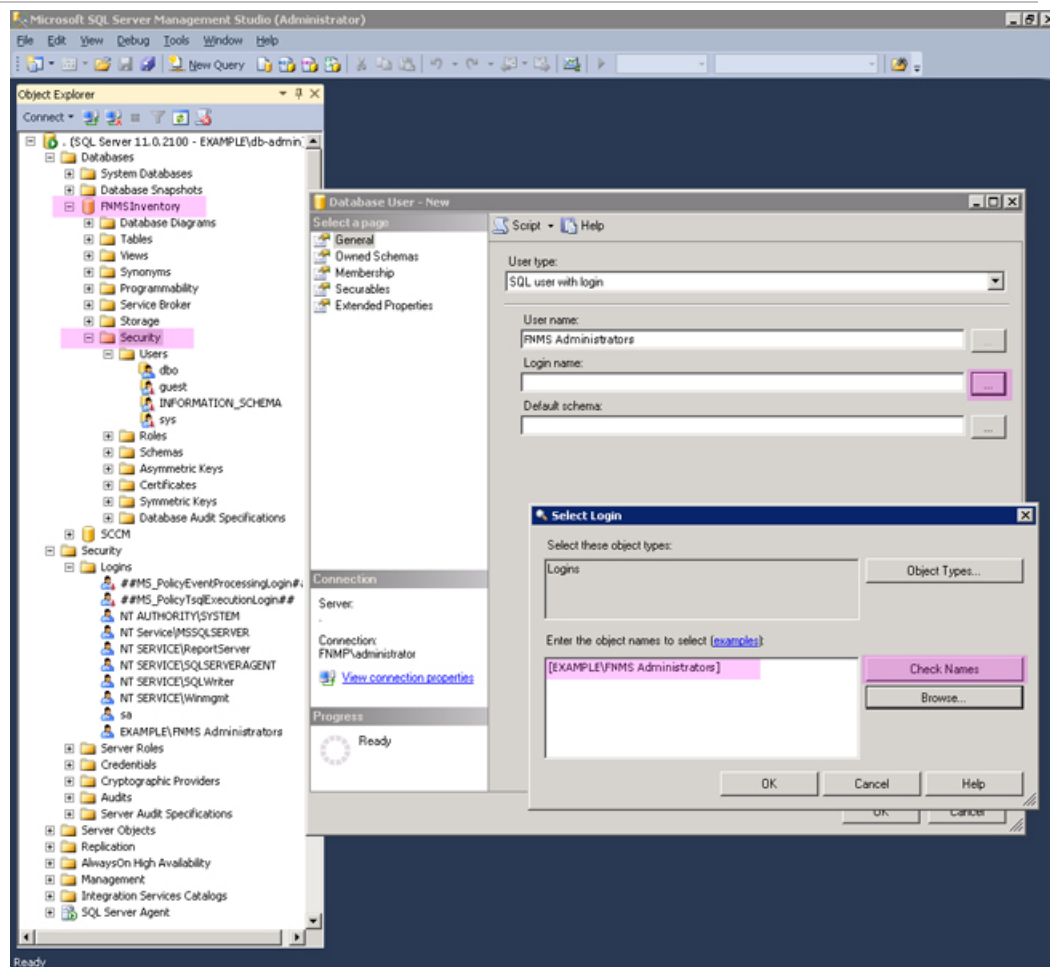 Microsoft SQL Server Management Studio (Administrator)
File Edit View Debug Tools Window Help
New Query
Object Explorer
Connect
. (SQL Server 11.0.2100 - EXAMPLE\db-admin
Databases
System Databases
Database Snapshots
FNMSInventory
Database Diagrams
Tables
Views
Synonyms
Programmability
Service Broker
Storage
Security
Users
dbo
guest
INFORMATION_SCHEMA
sys
Roles
Schemas
Asymmetric Keys
Certificates
Symmetric Keys
Database Audit Specifications
SCCM
Security
Logins
##MS_PolicyEventProcessingLogin#
##MS_PolicyTsqlExecutionLogin##
NT AUTHORITY\SYSTEM
NT Service\MSSQLSERVER
NT SERVICE\ReportServer
NT SERVICE\SQLSERVERAGENT
NT SERVICE\SQLWriter
NT SERVICE\Winmgmt
sa
EXAMPLE\FNMS Administrators
Server Roles
Credentials
Cryptographic Providers
Audits
Server Audit Specifications
Server Objects
Replication
AlwaysOn High Availability
Management
Integration Services Catalogs
SQL Server Agent
Ready
Database User - New
Select a page
General
Owned Schemas
Membership
Securables
Extended Properties
Script Help
User type:
SQL user with login
User name:
FNMS Administrators
...
Login name:
...
Default schema:
...
Connection
Server:
.
Connection:
FNMP\administrator
View connection properties
Progress
Ready
OK Cancel
Select Login
Select these object types:
Logins
Object Types...
Enter the object names to select (examples):
[EXAMPLE\FNMS Administrators]
Check Names
Browse...
OK Cancel Help